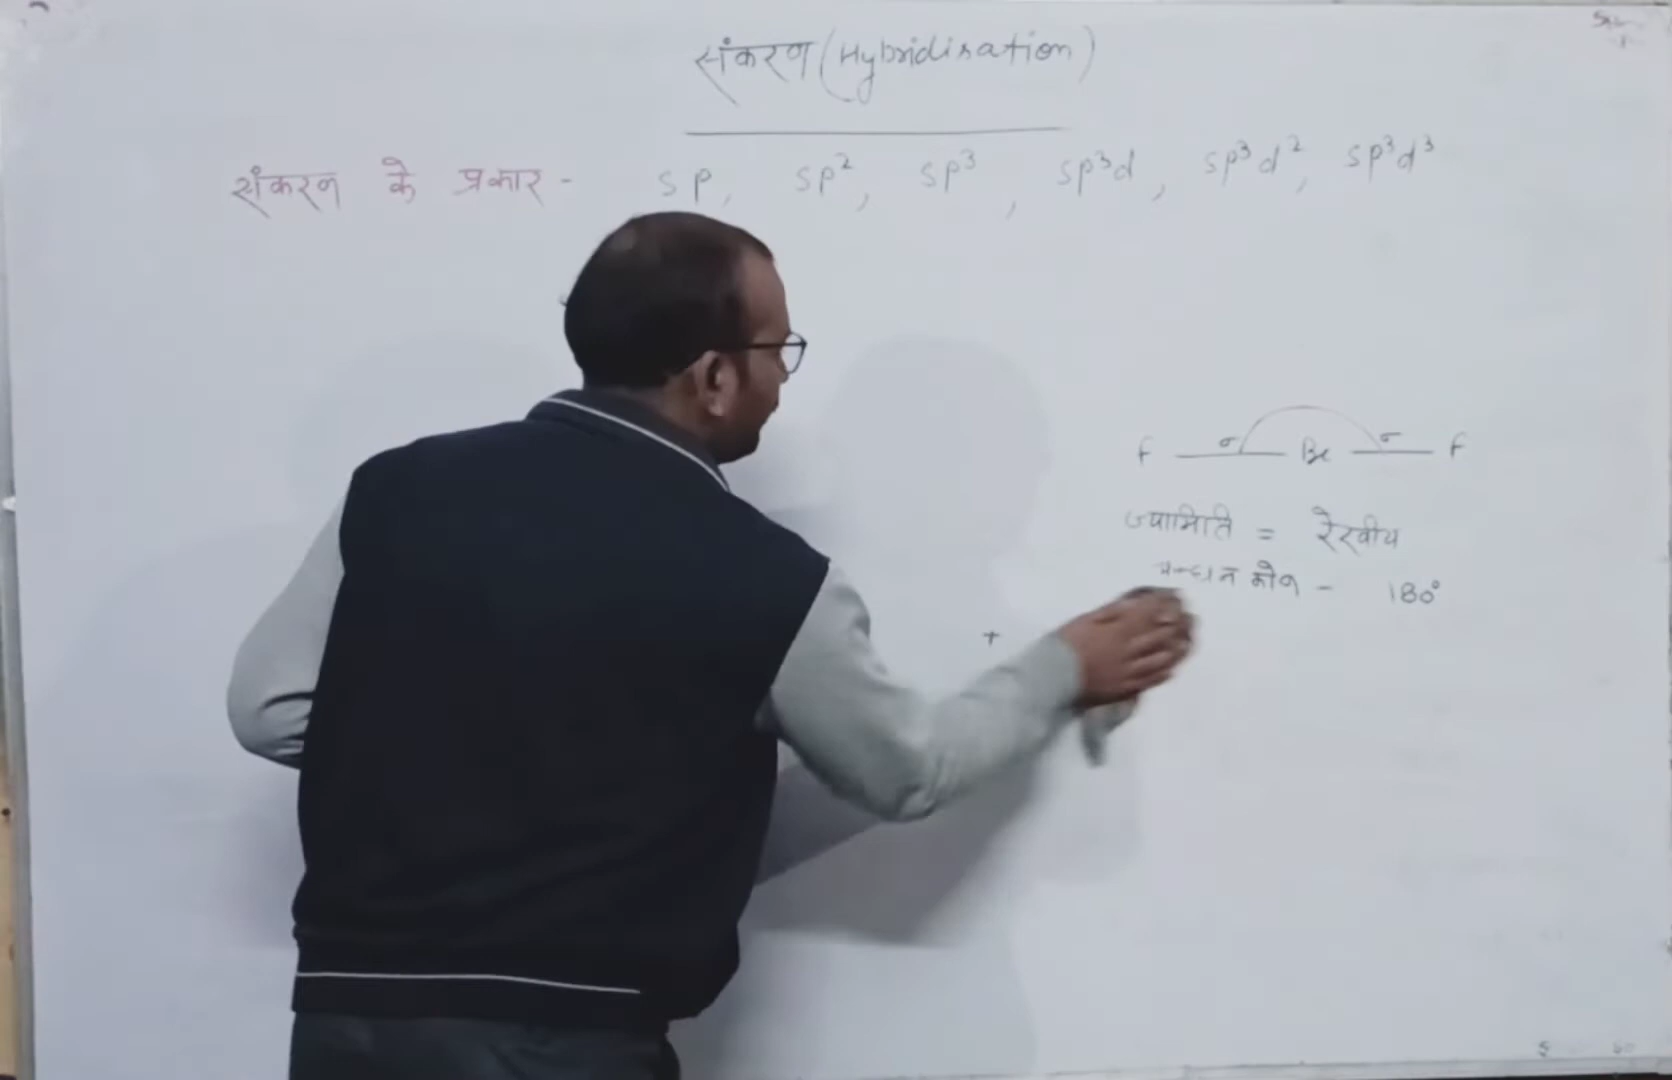 संकरण (Hybridisation)
संकरण के प्रकार - sp, sp², sp³, sp³d, sp³d², sp³d³
F σ Be σ F
ज्यामिति = रेखीय
बन्धन कोण - 180°
+